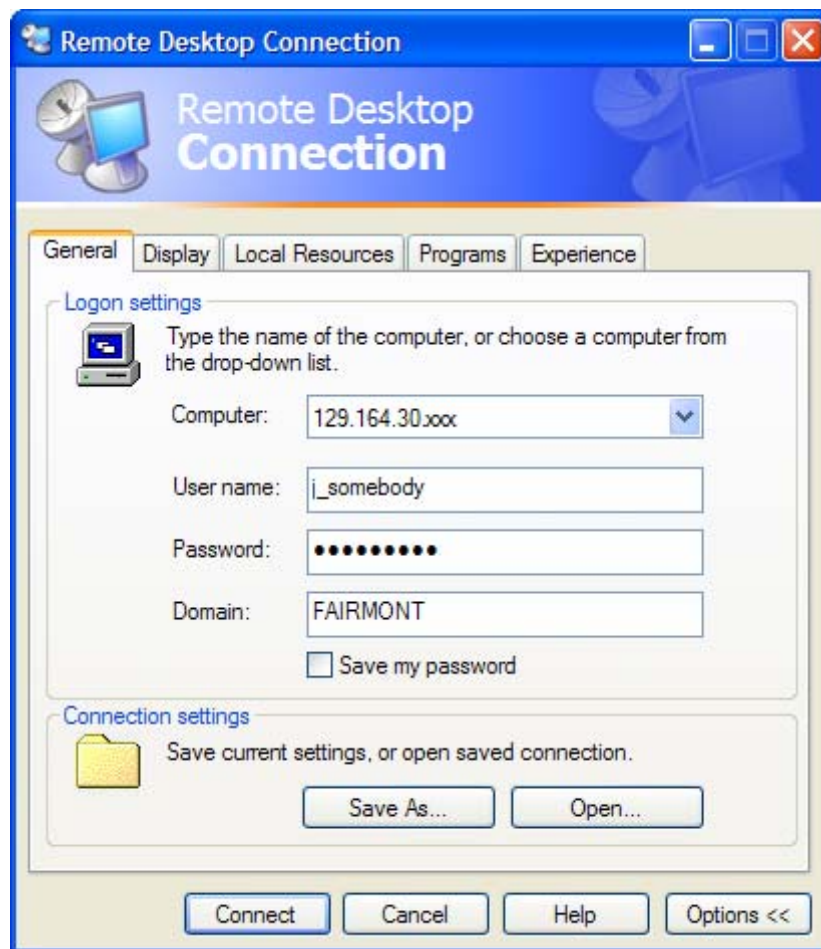 Remote Desktop Connection
Remote Desktop
Connection
General Display Local Resources Programs Experience
Logon settings
Type the name of the computer, or choose a computer from
the drop-down list.
Computer: 129.164.30.xxx
User name: j_somebody
Password: •••••••••
Domain: FAIRMONT
Save my password
Connection settings
Save current settings, or open saved connection.
Save As... Open...
Connect Cancel Help Options <<